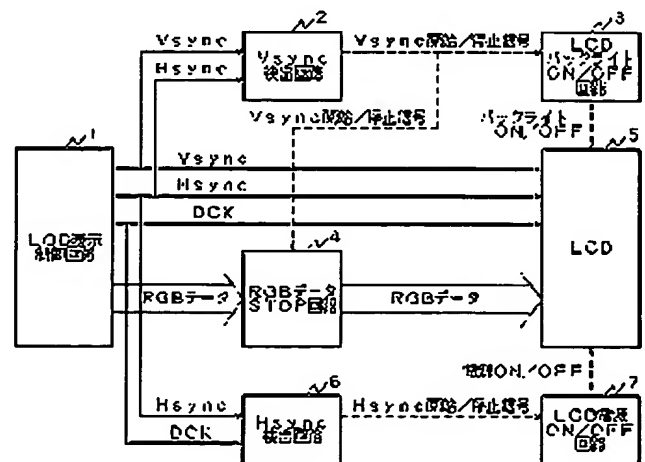 2
3
Vsync
Vsync
検出回路
Vsync開始/停止信号
LCD
バックライト
ON/OFF
回路
Hsync
Vsync開始/停止信号
バックライト
ON/OFF
1
5
Vsync
Hsync
DCK
LCD表示
制御回路
4
LCD
RGBデータ
RGBデータ
STOP回路
RGBデータ
電源ON/OFF
6
7
Hsync
Hsync
検出回路
Hsync開始/停止信号
LCD電源
ON/OFF
回路
DCK